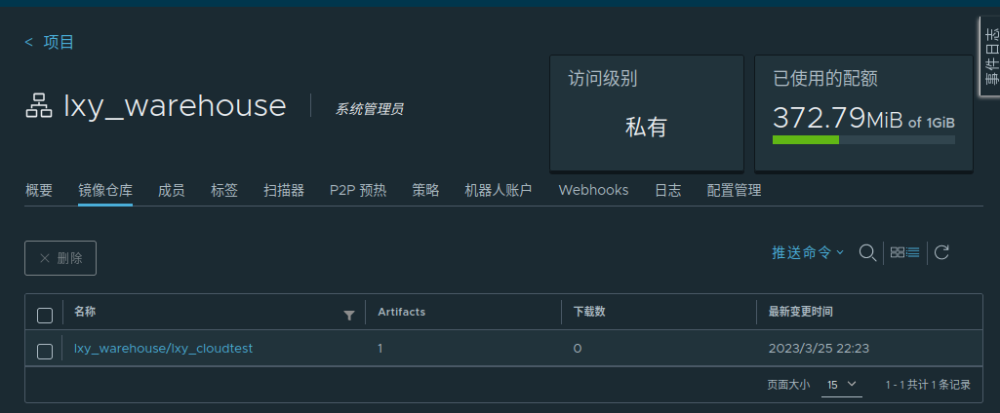 < 项目
事件日志
lxy_warehouse
系统管理员
访问级别
私有
已使用的配额
372.79MiB of 1GiB
概要 镜像仓库 成员 标签 扫描器 P2P 预热 策略 机器人账户 Webhooks 日志 配置管理
× 删除
推送命令
名称 Artifacts 下载数 最新变更时间
lxy_warehouse/lxy_cloudtest 1 0 2023/3/25 22:23
页面大小 15 1 - 1 共计 1 条记录